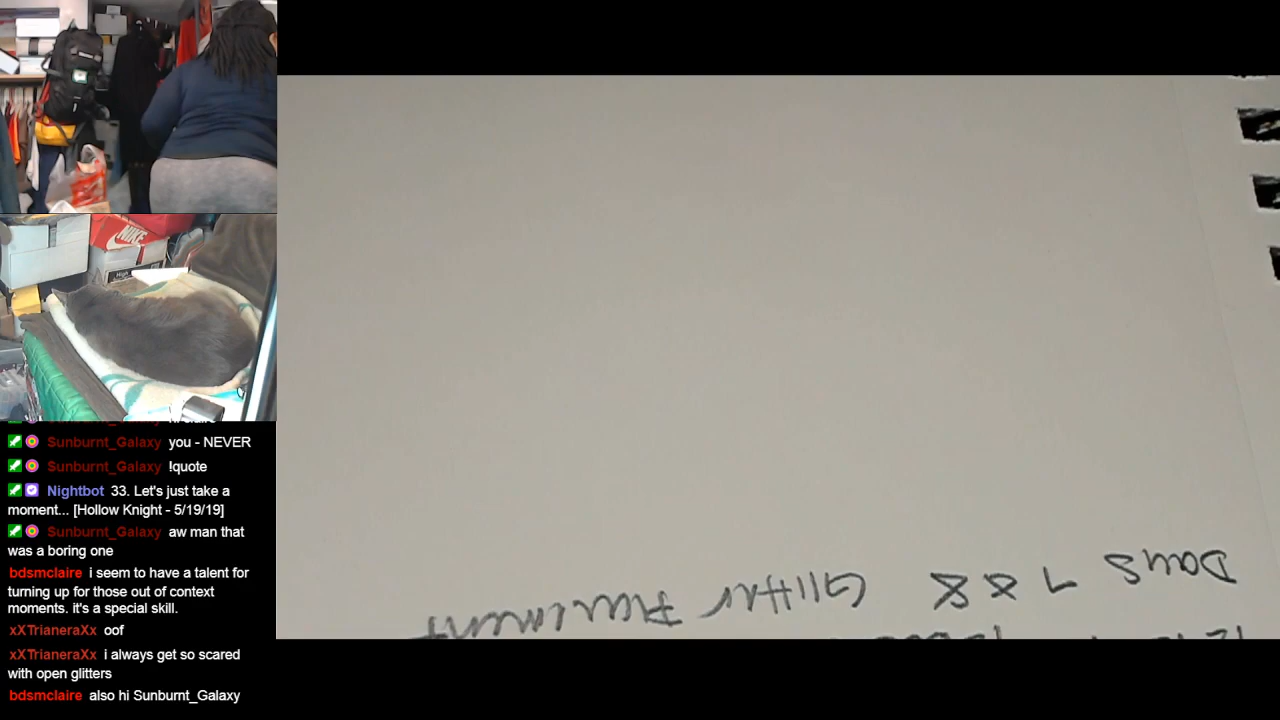 NIKE
High
Sunburnt_Galaxy you - NEVER
Sunburnt_Galaxy !quote
Nightbot 33. Let's just take a
moment... [Hollow Knight - 5/19/19]
Sunburnt_Galaxy aw man that
was a boring one
bdsmclaire i seem to have a talent for
turning up for those out of context
moments. it's a special skill.
xXTrianeraXx oof
xXTrianeraXx i always get so scared
with open glitters
bdsmclaire also hi Sunburnt_Galaxy
Days 7 & 8 Glitter